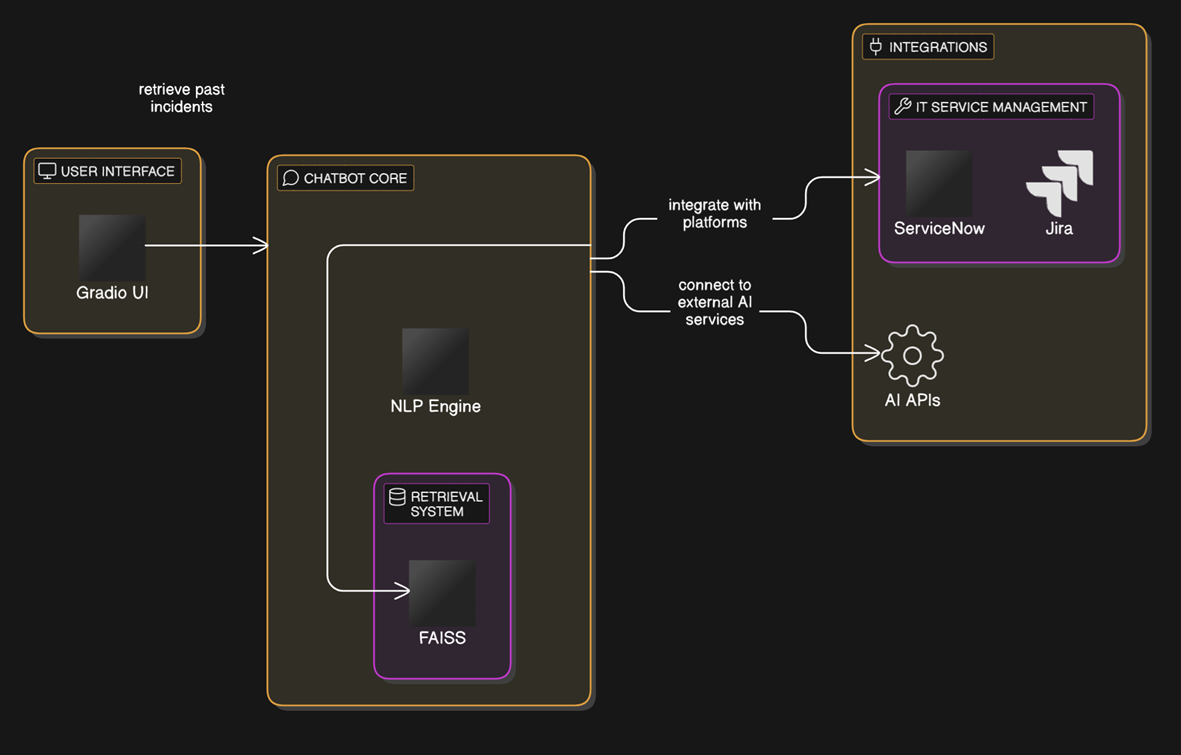 retrieve past
incidents
USER INTERFACE
Gradio UI
CHATBOT CORE
NLP Engine
RETRIEVAL
SYSTEM
FAISS
integrate with
platforms
connect to
external AI
services
INTEGRATIONS
IT SERVICE MANAGEMENT
ServiceNow
Jira
AI APIs